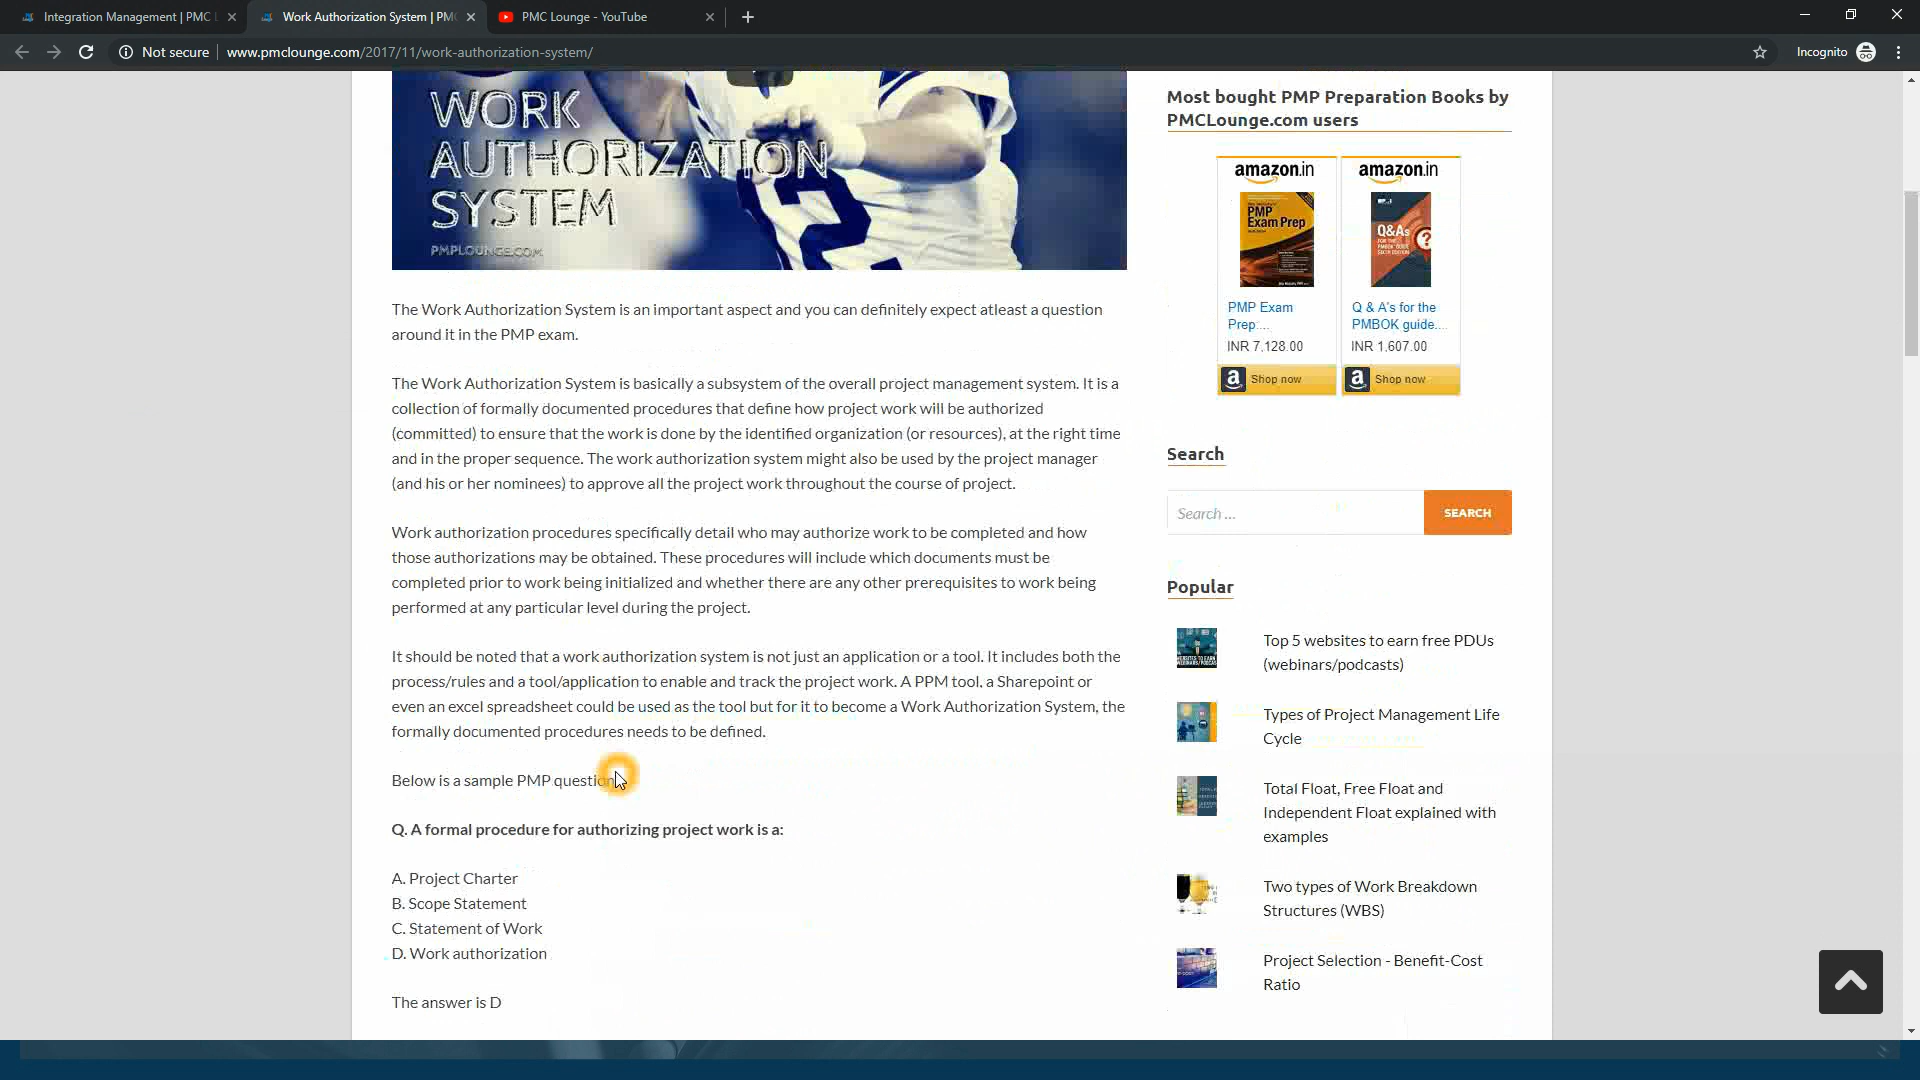 Integration Management | PMC L
Work Authorization System | PMC
PMC Lounge - YouTube
Not secure
www.pmclounge.com/2017/11/work-authorization-system/
Incognito
WORK
AUTHORIZATION
SYSTEM
PMPLOUNGE.COM
The Work Authorization System is an important aspect and you can definitely expect atleast a question
around it in the PMP exam.
The Work Authorization System is basically a subsystem of the overall project management system. It is a
collection of formally documented procedures that define how project work will be authorized
(committed) to ensure that the work is done by the identified organization (or resources), at the right time
and in the proper sequence. The work authorization system might also be used by the project manager
(and his or her nominees) to approve all the project work throughout the course of project.
Work authorization procedures specifically detail who may authorize work to be completed and how
those authorizations may be obtained. These procedures will include which documents must be
completed prior to work being initialized and whether there are any other prerequisites to work being
performed at any particular level during the project.
It should be noted that a work authorization system is not just an application or a tool. It includes both the
process/rules and a tool/application to enable and track the project work. A PPM tool, a Sharepoint or
even an excel spreadsheet could be used as the tool but for it to become a Work Authorization System, the
formally documented procedures needs to be defined.
Below is a sample PMP question
Q. A formal procedure for authorizing project work is a:
A. Project Charter
B. Scope Statement
C. Statement of Work
D. Work authorization
The answer is D
Most bought PMP Preparation Books by
PMCLounge.com users
amazon.in
PMP
Exam Prep
PMP Exam
Prep:...
INR 7,128.00
Shop now
amazon.in
Q&As
Q & A's for the
PMBOK guide....
INR 1,607.00
Shop now
Search
Search ...
SEARCH
Popular
Top 5 websites to earn free PDUs
(webinars/podcasts)
Types of Project Management Life
Cycle
Total Float, Free Float and
Independent Float explained with
examples
Two types of Work Breakdown
Structures (WBS)
Project Selection - Benefit-Cost
Ratio